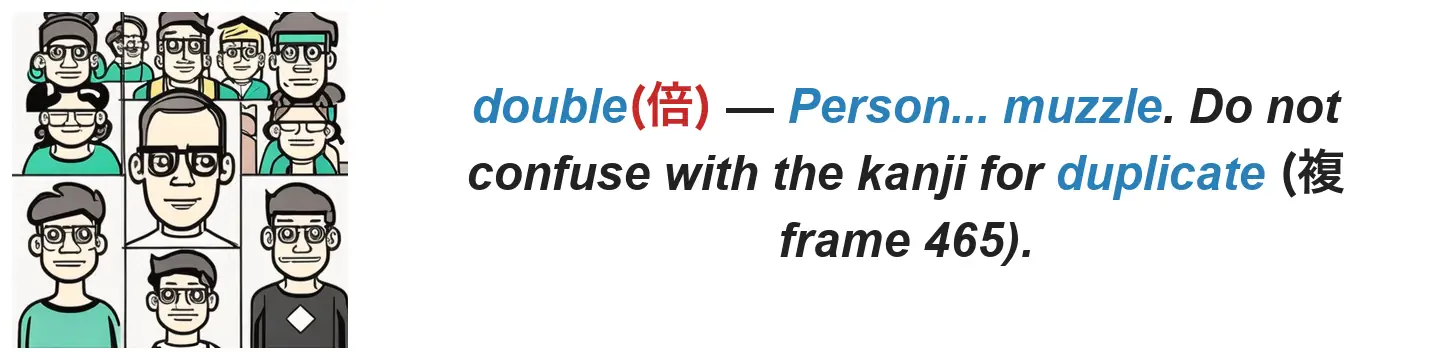 double(倍) — Person... muzzle. Do not
confuse with the kanji for duplicate (複
frame 465).